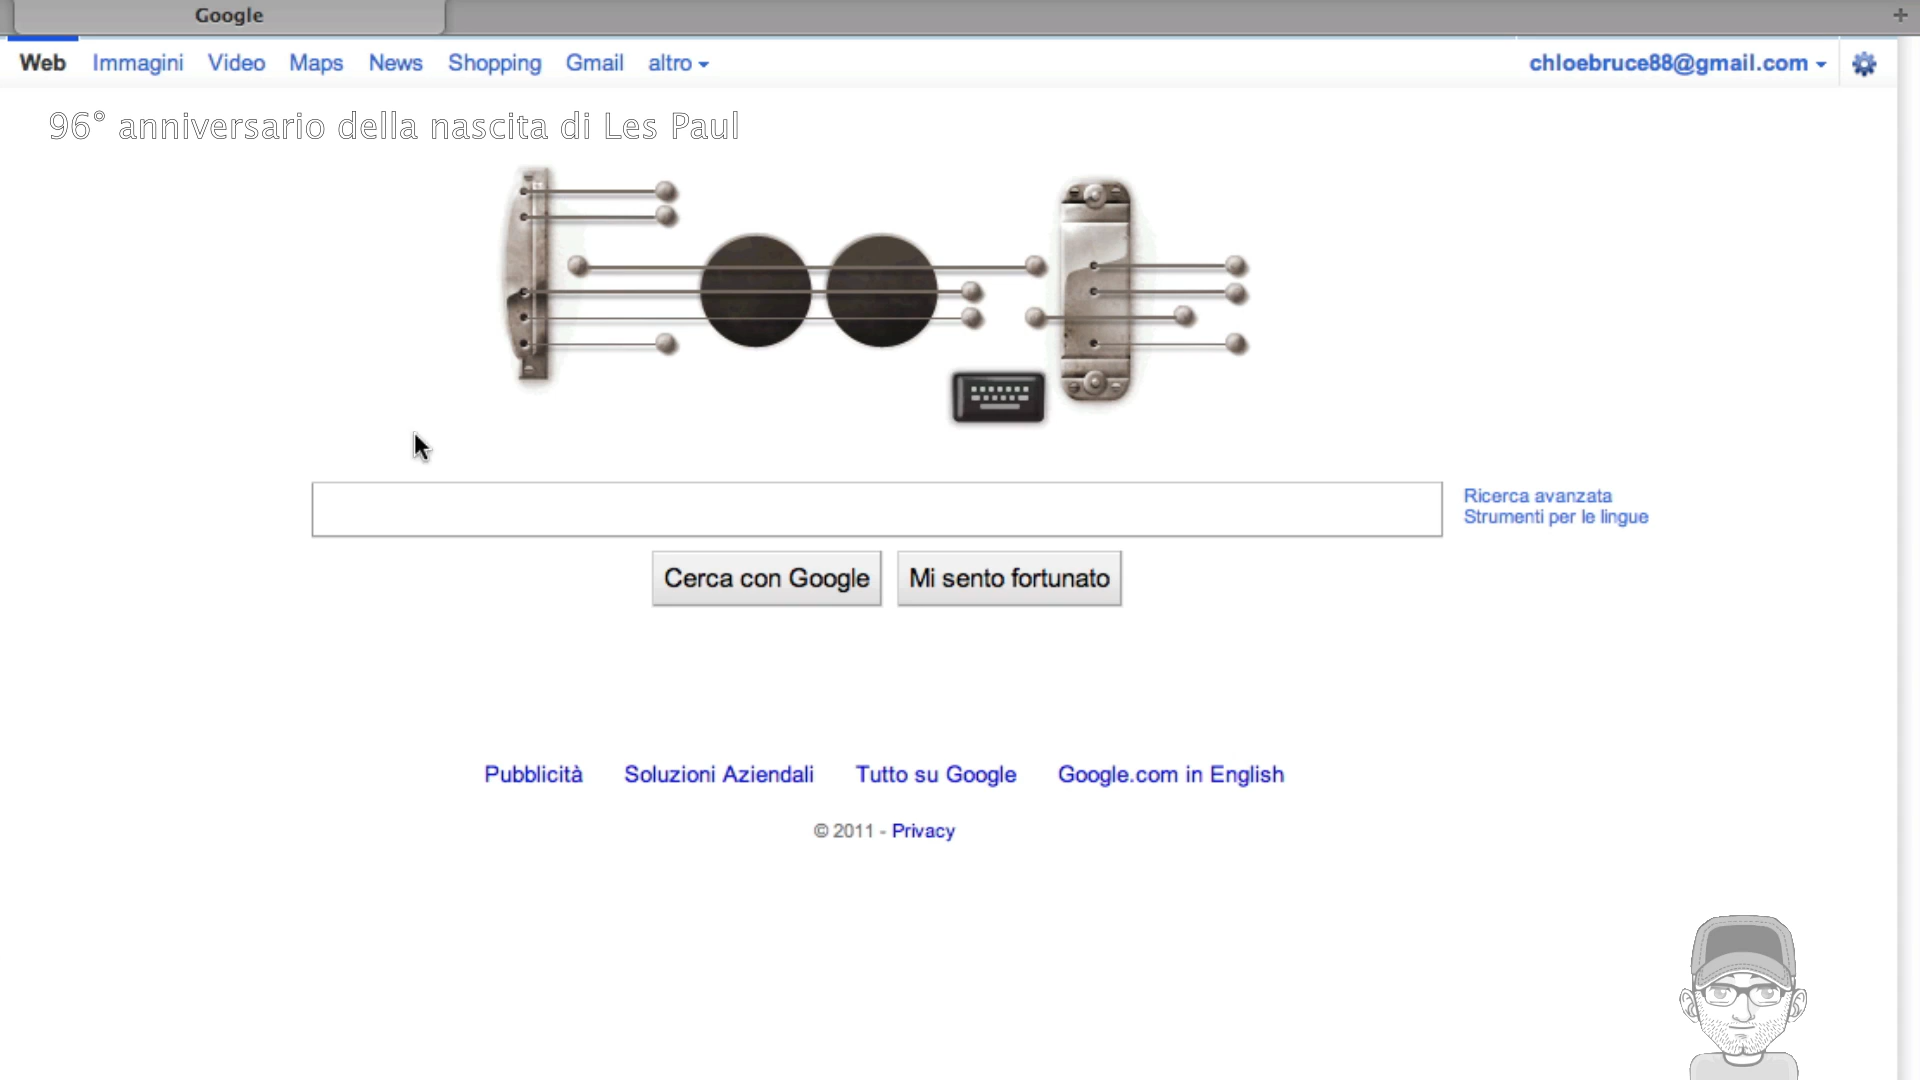 Google
Web Immagini Video Maps News Shopping Gmail altro chloebruce88@gmail.com
96° anniversario della nascita di Les Paul
Ricerca avanzata
Strumenti per le lingue
Cerca con Google Mi sento fortunato
Pubblicità Soluzioni Aziendali Tutto su Google Google.com in English
© 2011 - Privacy